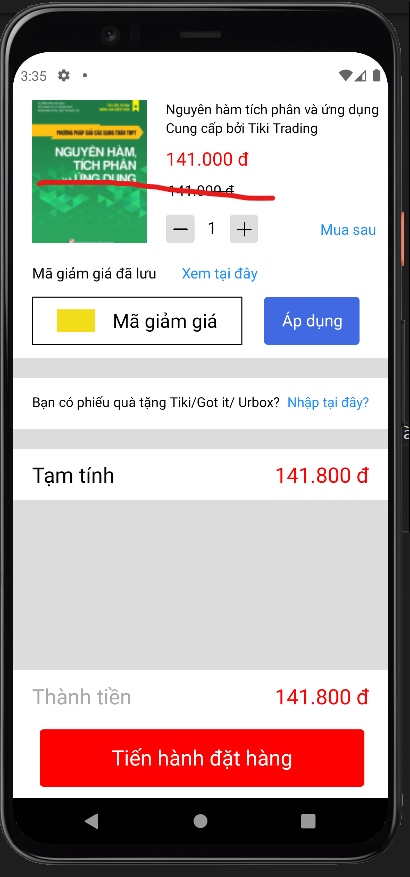 3:35
PHƯƠNG PHÁP GIẢI CÁC DẠNG TOÁN THPT
NGUYÊN HÀM,
TÍCH PHÂN
ỨNG DỤNG
Nguyên hàm tích phân và ứng dụng
Cung cấp bởi Tiki Trading
141.000 đ
141.000 đ
1
Mua sau
Mã giảm giá đã lưu
Xem tại đây
Mã giảm giá
Áp dụng
Bạn có phiếu quà tặng Tiki/Got it/ Urbox? Nhập tại đây?
Tạm tính
141.800 đ
Thành tiền
141.800 đ
Tiến hành đặt hàng